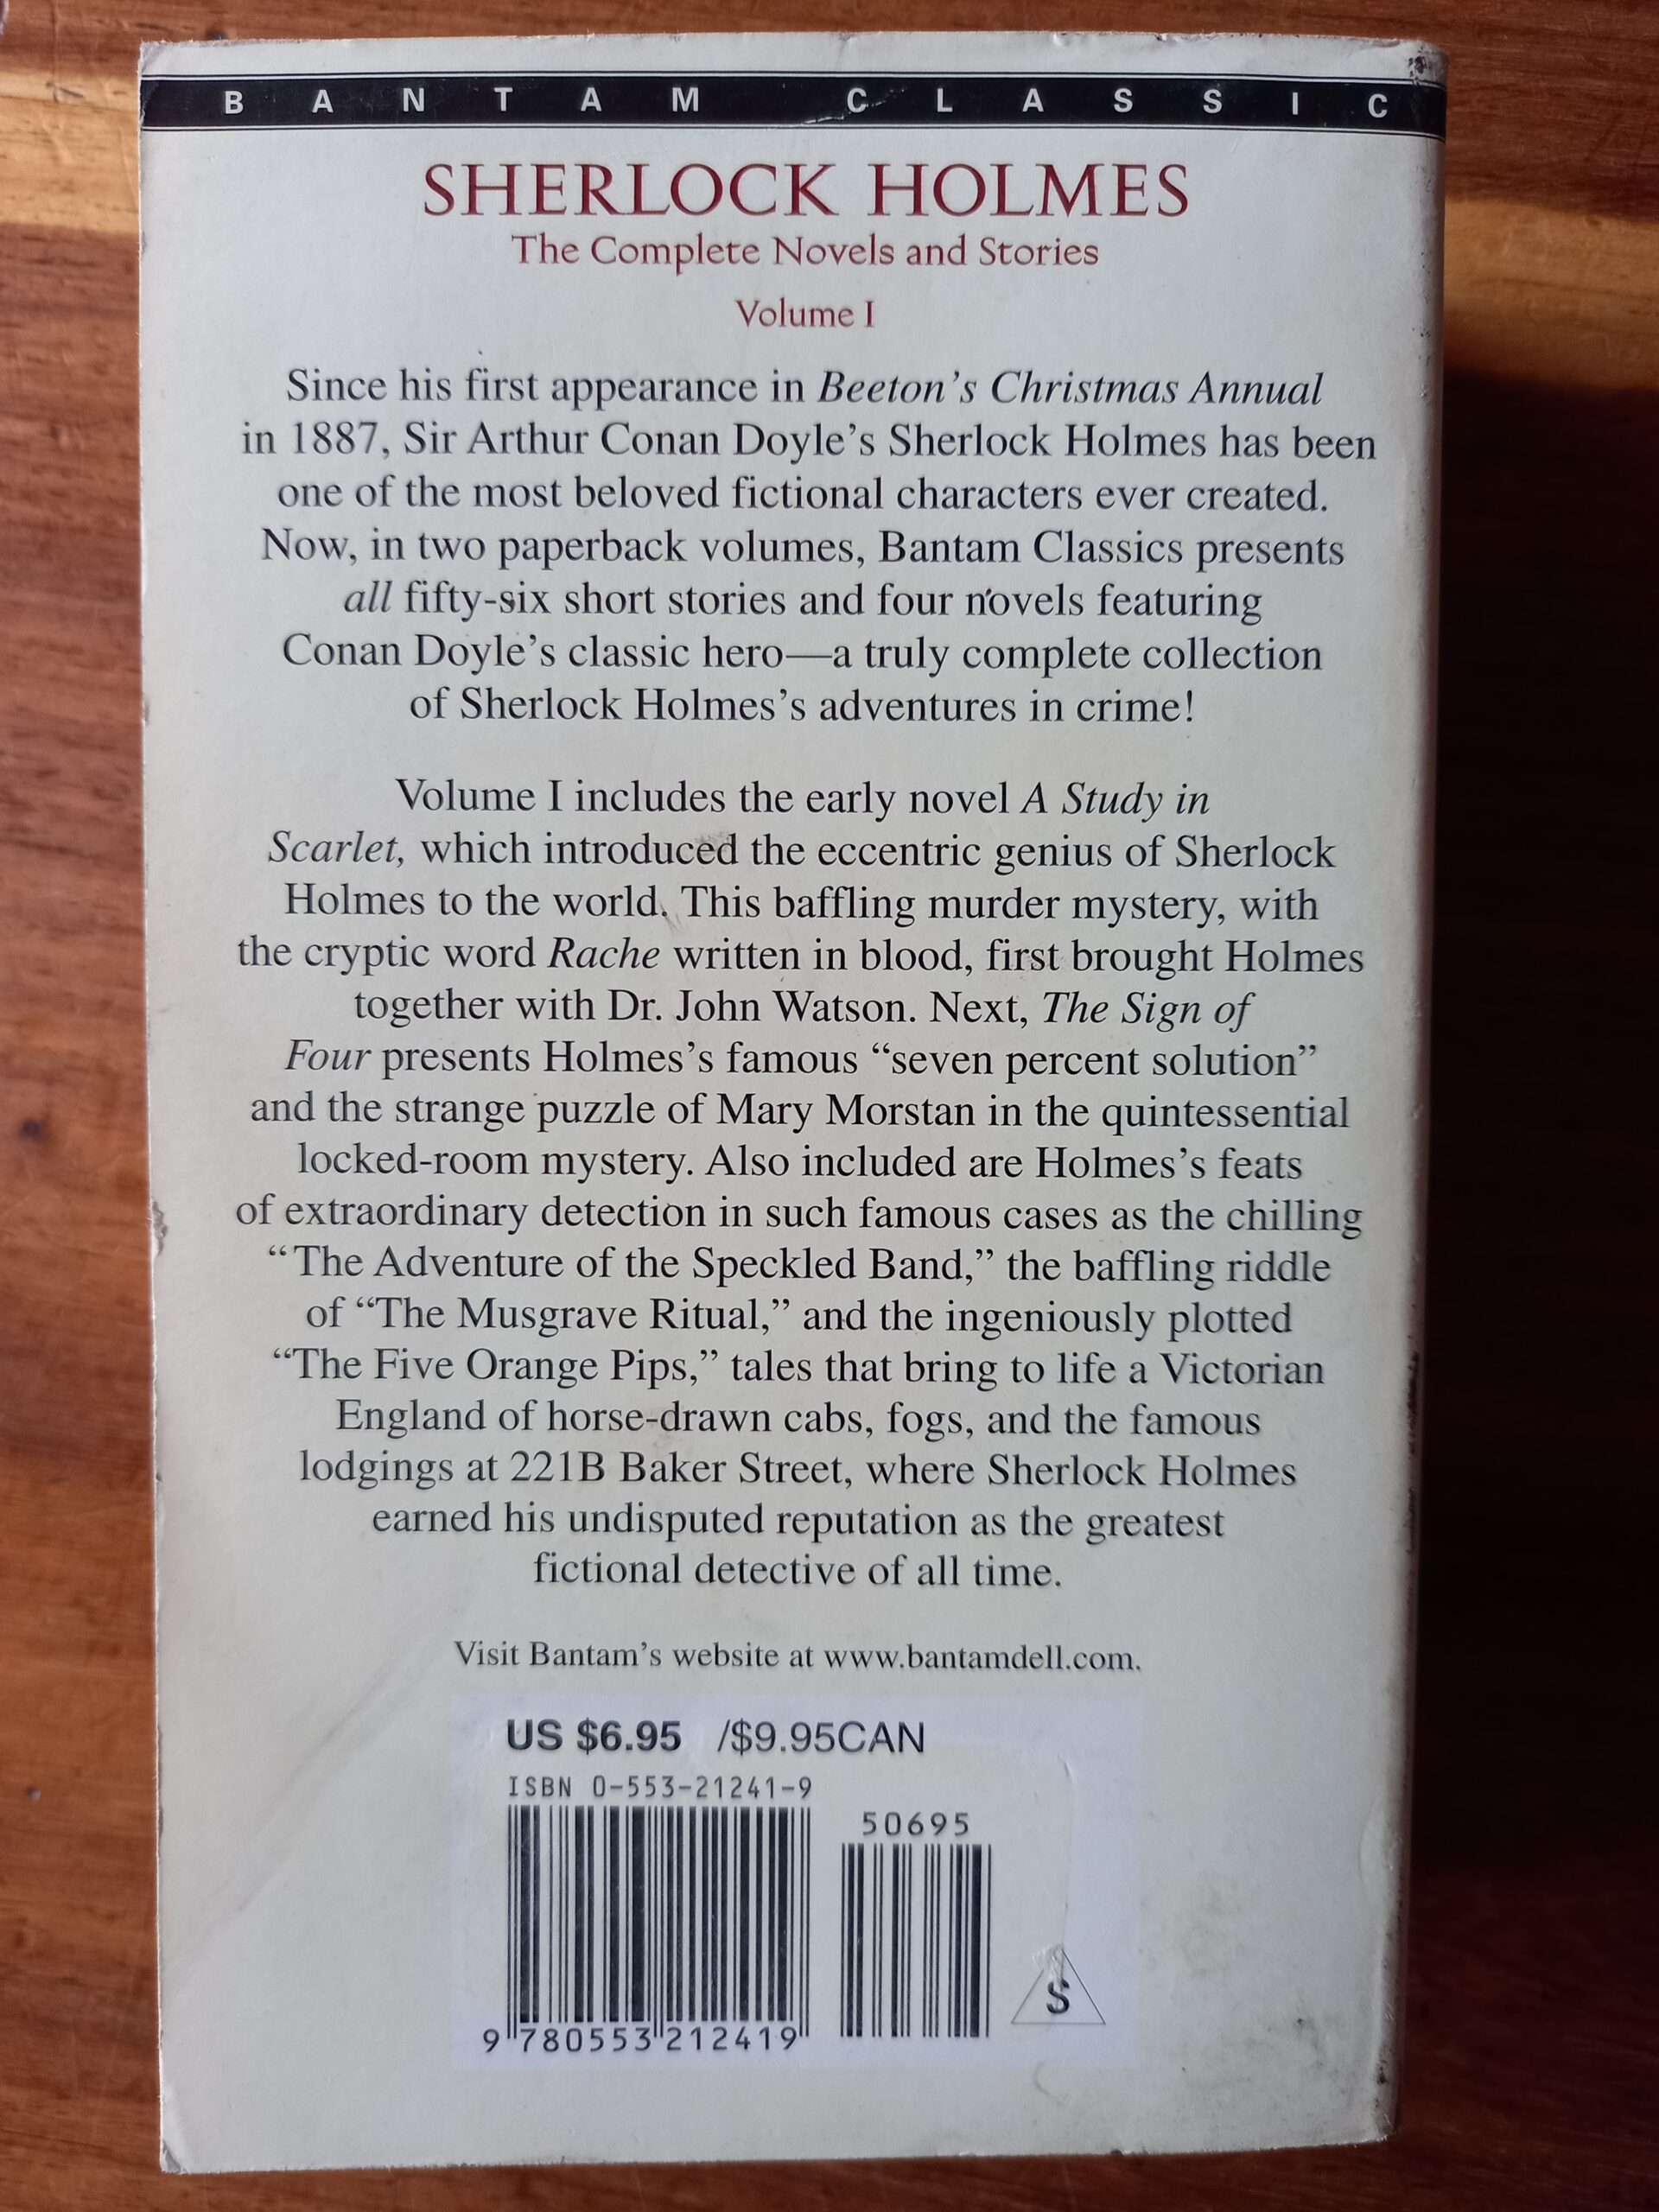 BANTAM CLASSIC
SHERLOCK HOLMES
The Complete Novels and Stories
Volume I
Since his first appearance in Beeton's Christmas Annual
in 1887, Sir Arthur Conan Doyle's Sherlock Holmes has been
one of the most beloved fictional characters ever created.
Now, in two paperback volumes, Bantam Classics presents
all fifty-six short stories and four novels featuring
Conan Doyle's classic hero—a truly complete collection
of Sherlock Holmes's adventures in crime!
Volume I includes the early novel A Study in
Scarlet, which introduced the eccentric genius of Sherlock
Holmes to the world. This baffling murder mystery, with
the cryptic word Rache written in blood, first brought Holmes
together with Dr. John Watson. Next, The Sign of
Four presents Holmes's famous “seven percent solution”
and the strange puzzle of Mary Morstan in the quintessential
locked-room mystery. Also included are Holmes's feats
of extraordinary detection in such famous cases as the chilling
“The Adventure of the Speckled Band,” the baffling riddle
of “The Musgrave Ritual,” and the ingeniously plotted
“The Five Orange Pips,” tales that bring to life a Victorian
England of horse-drawn cabs, fogs, and the famous
lodgings at 221B Baker Street, where Sherlock Holmes
earned his undisputed reputation as the greatest
fictional detective of all time.
Visit Bantam's website at www.bantamdell.com.
US $6.95 /$9.95CAN
ISBN 0-553-21241-9
50695
S
9 780553 212419